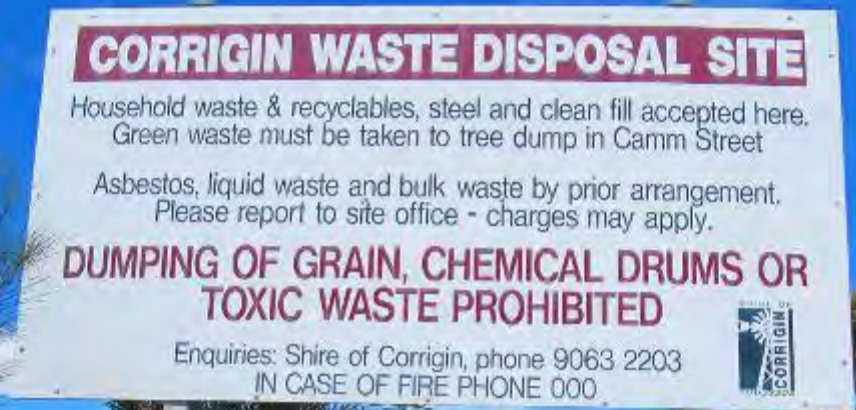 CORRIGIN WASTE DISPOSAL SITE
Household waste & recyclables, steel and clean fill accepted here.
Green waste must be taken to tree dump in Camm Street
Asbestos, liquid waste and bulk waste by prior arrangement.
Please report to site office - charges may apply.
DUMPING OF GRAIN, CHEMICAL DRUMS OR
TOXIC WASTE PROHIBITED
Enquiries: Shire of Corrigin, phone 9063 2203
IN CASE OF FIRE PHONE 000
SHIRE OF
CORRIGIN